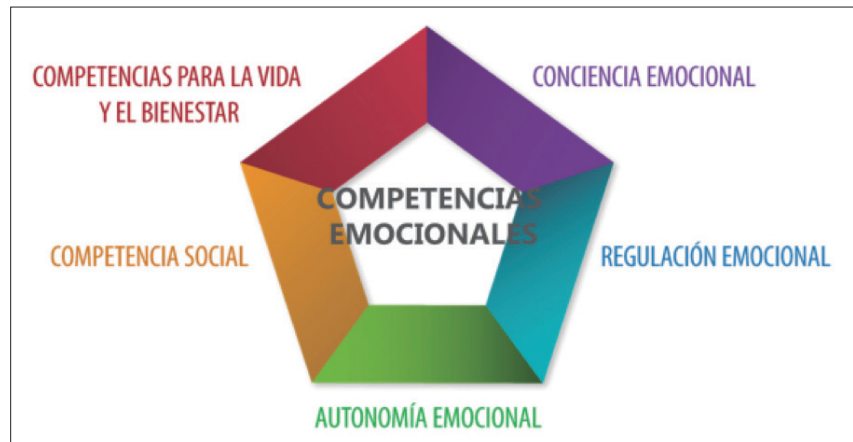 COMPETENCIAS PARA LA VIDA
Y EL BIENESTAR
CONCIENCIA EMOCIONAL
COMPETENCIAS
EMOCIONALES
COMPETENCIA SOCIAL
REGULACIÓN EMOCIONAL
AUTONOMÍA EMOCIONAL